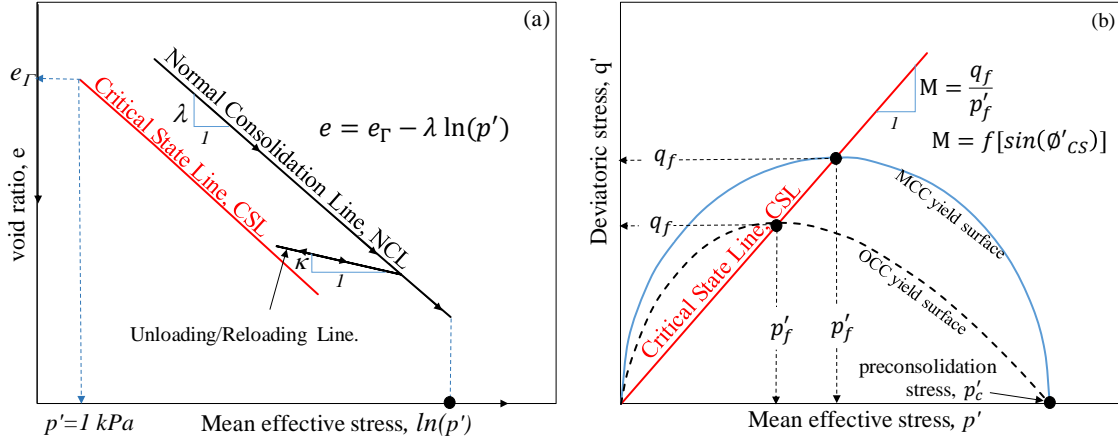 (a)
void ratio, e
e_Γ
Normal Consolidation Line, NCL
Critical State Line, CSL
λ
1
e = e_Γ − λ ln(p′)
κ
1
Unloading/Reloading Line.
p'=1 kPa
Mean effective stress, ln(p′)
(b)
Deviatoric stress, q'
M = q_f / p′_f
1
M = f[sin(∅′_CS)]
q_f
q_f
Critical State Line, CSL
MCC yield surface
OCC yield surface
p′_f
p′_f
preconsolidation
stress, p′_c
Mean effective stress, p'